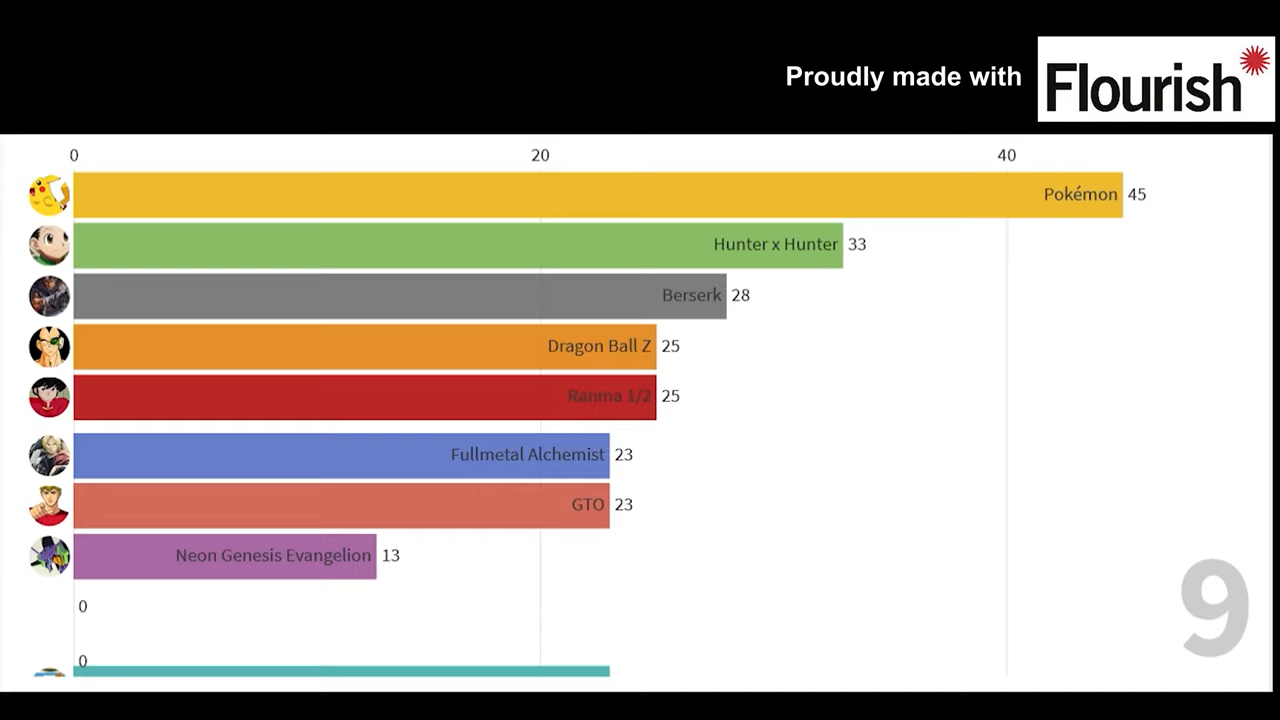 Proudly made with Flourish
0 20 40
Pokémon 45
Hunter x Hunter 33
Berserk 28
Dragon Ball Z 25
Ranma 1/2 25
Fullmetal Alchemist 23
GTO 23
Neon Genesis Evangelion 13
0
0
9